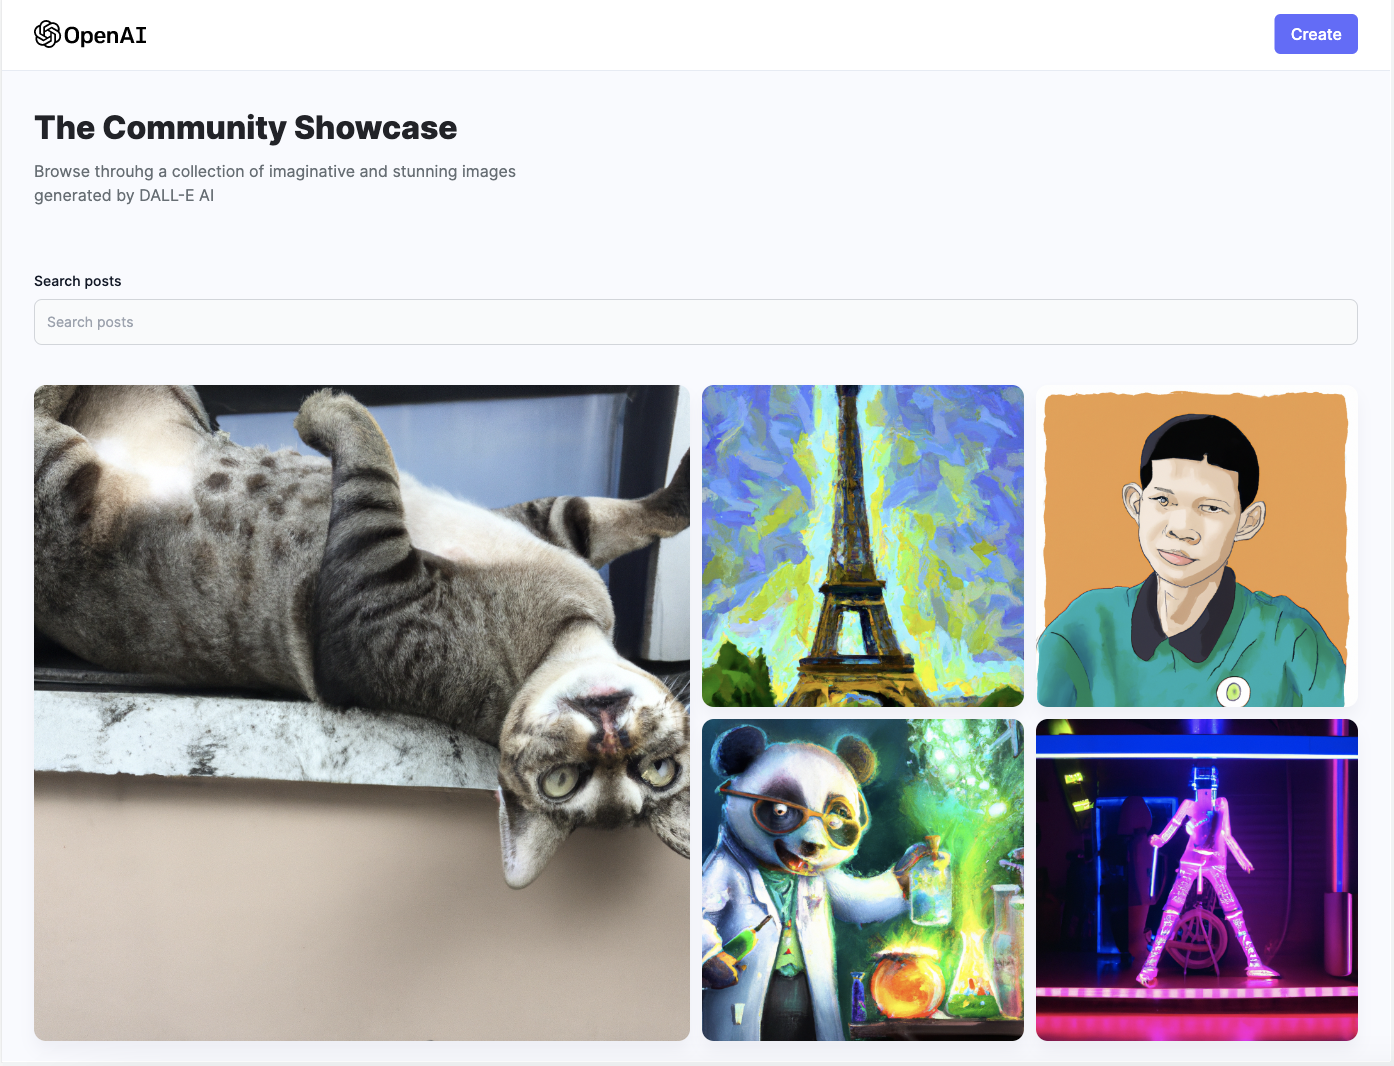 OpenAI
Create
The Community Showcase
Browse throuhg a collection of imaginative and stunning images
generated by DALL-E AI
Search posts
Search posts